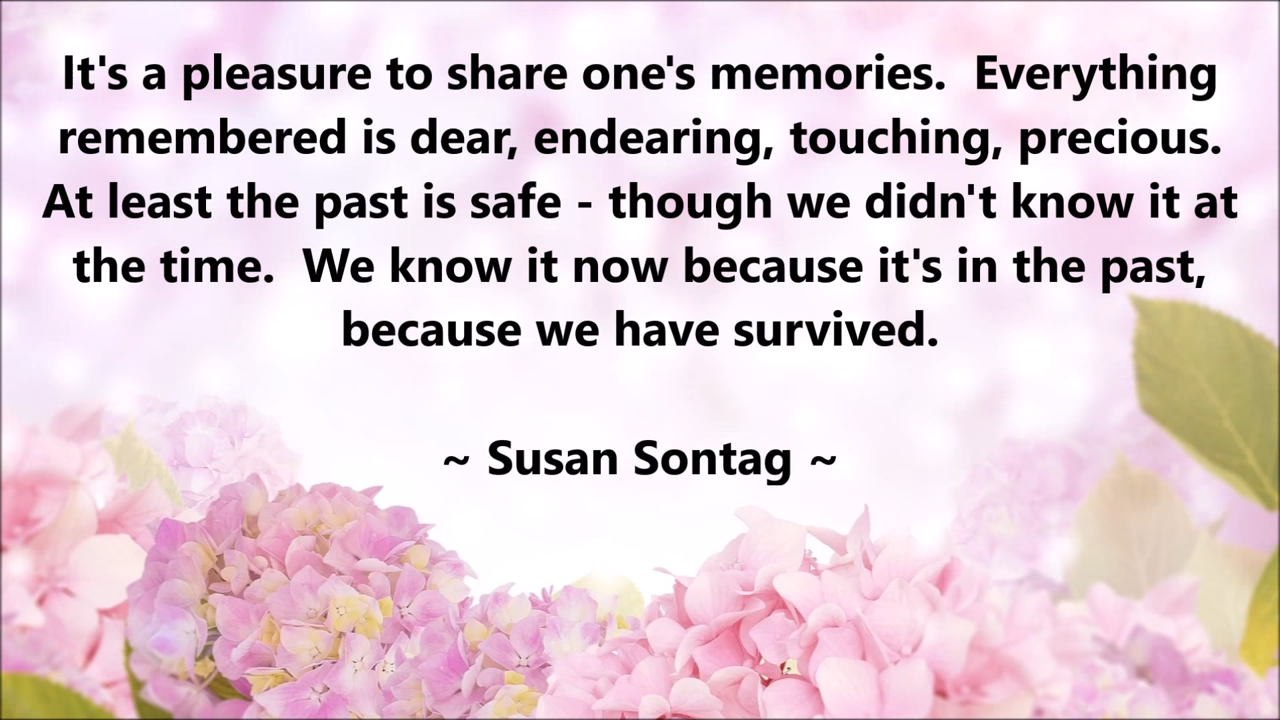 It's a pleasure to share one's memories.  Everything
remembered is dear, endearing, touching, precious.
At least the past is safe - though we didn't know it at
the time.  We know it now because it's in the past,
because we have survived.
~ Susan Sontag ~